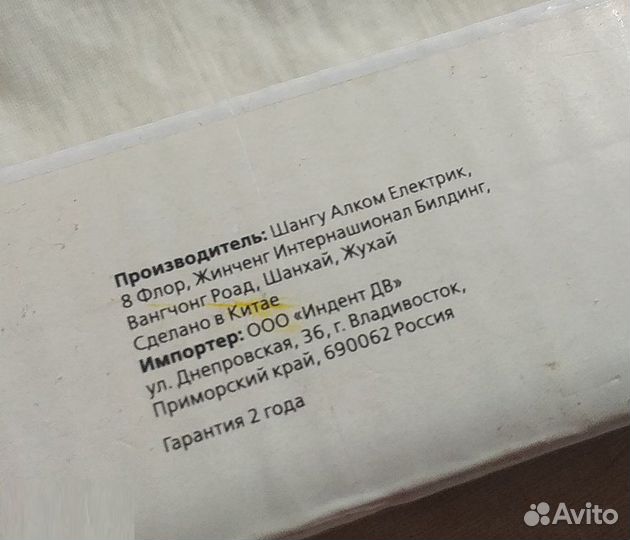 Производитель: Шангу Алком Електрик,
8 Флор, Жинченг Интернашионал Билдинг,
Вангчонг Роад, Шанхай, Жухай
Сделано в Китае
Импортер: ООО «Индент ДВ»
ул. Днепровская, 36, г. Владивосток,
Приморский край, 690062 Россия
Гарантия 2 года
Avito